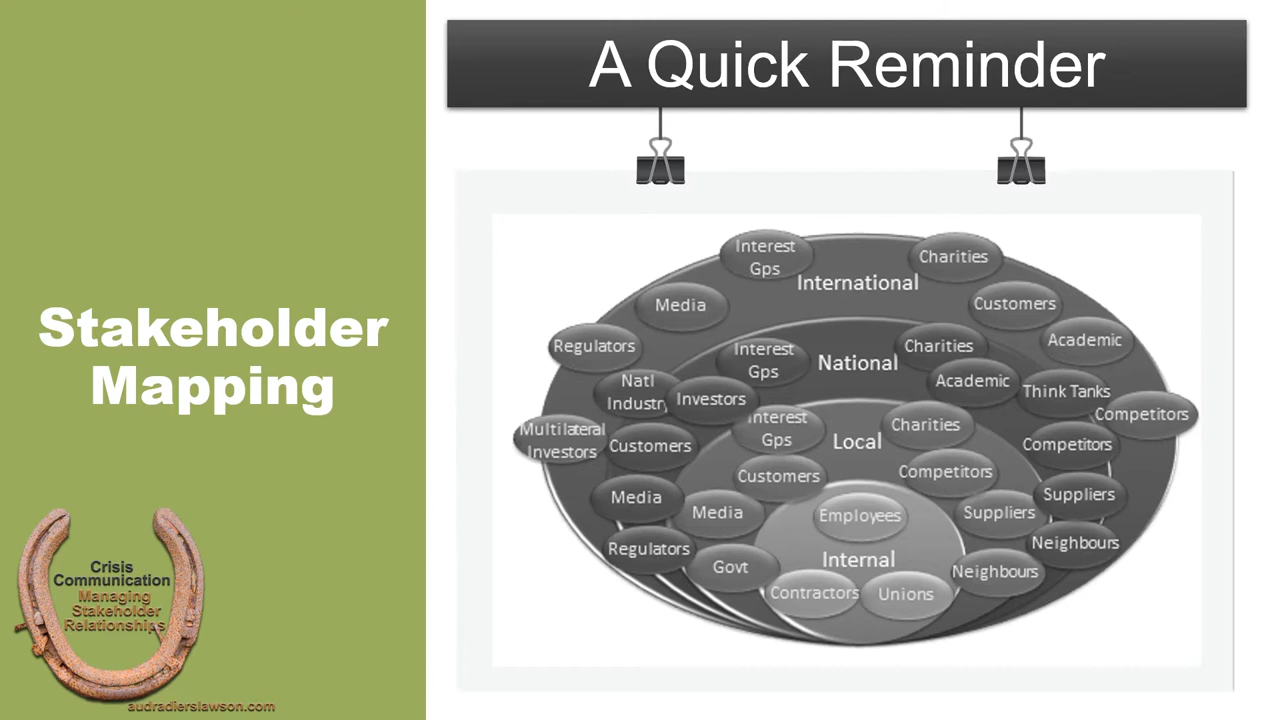 A Quick Reminder
Stakeholder
Mapping
Interest
Gps
Charities
International
Media
Customers
Regulators
Academic
Interest
Gps
National
Charities
Natl
Industry
Investors
Academic
Think Tanks
Competitors
Multilateral
Investors
Customers
Interest
Gps
Local
Charities
Competitors
Customers
Competitors
Media
Media
Employees
Suppliers
Suppliers
Regulators
Govt
Internal
Neighbours
Neighbours
Contractors
Unions
Crisis
Communication
Managing
Stakeholder
Relationships
audradierslawson.com